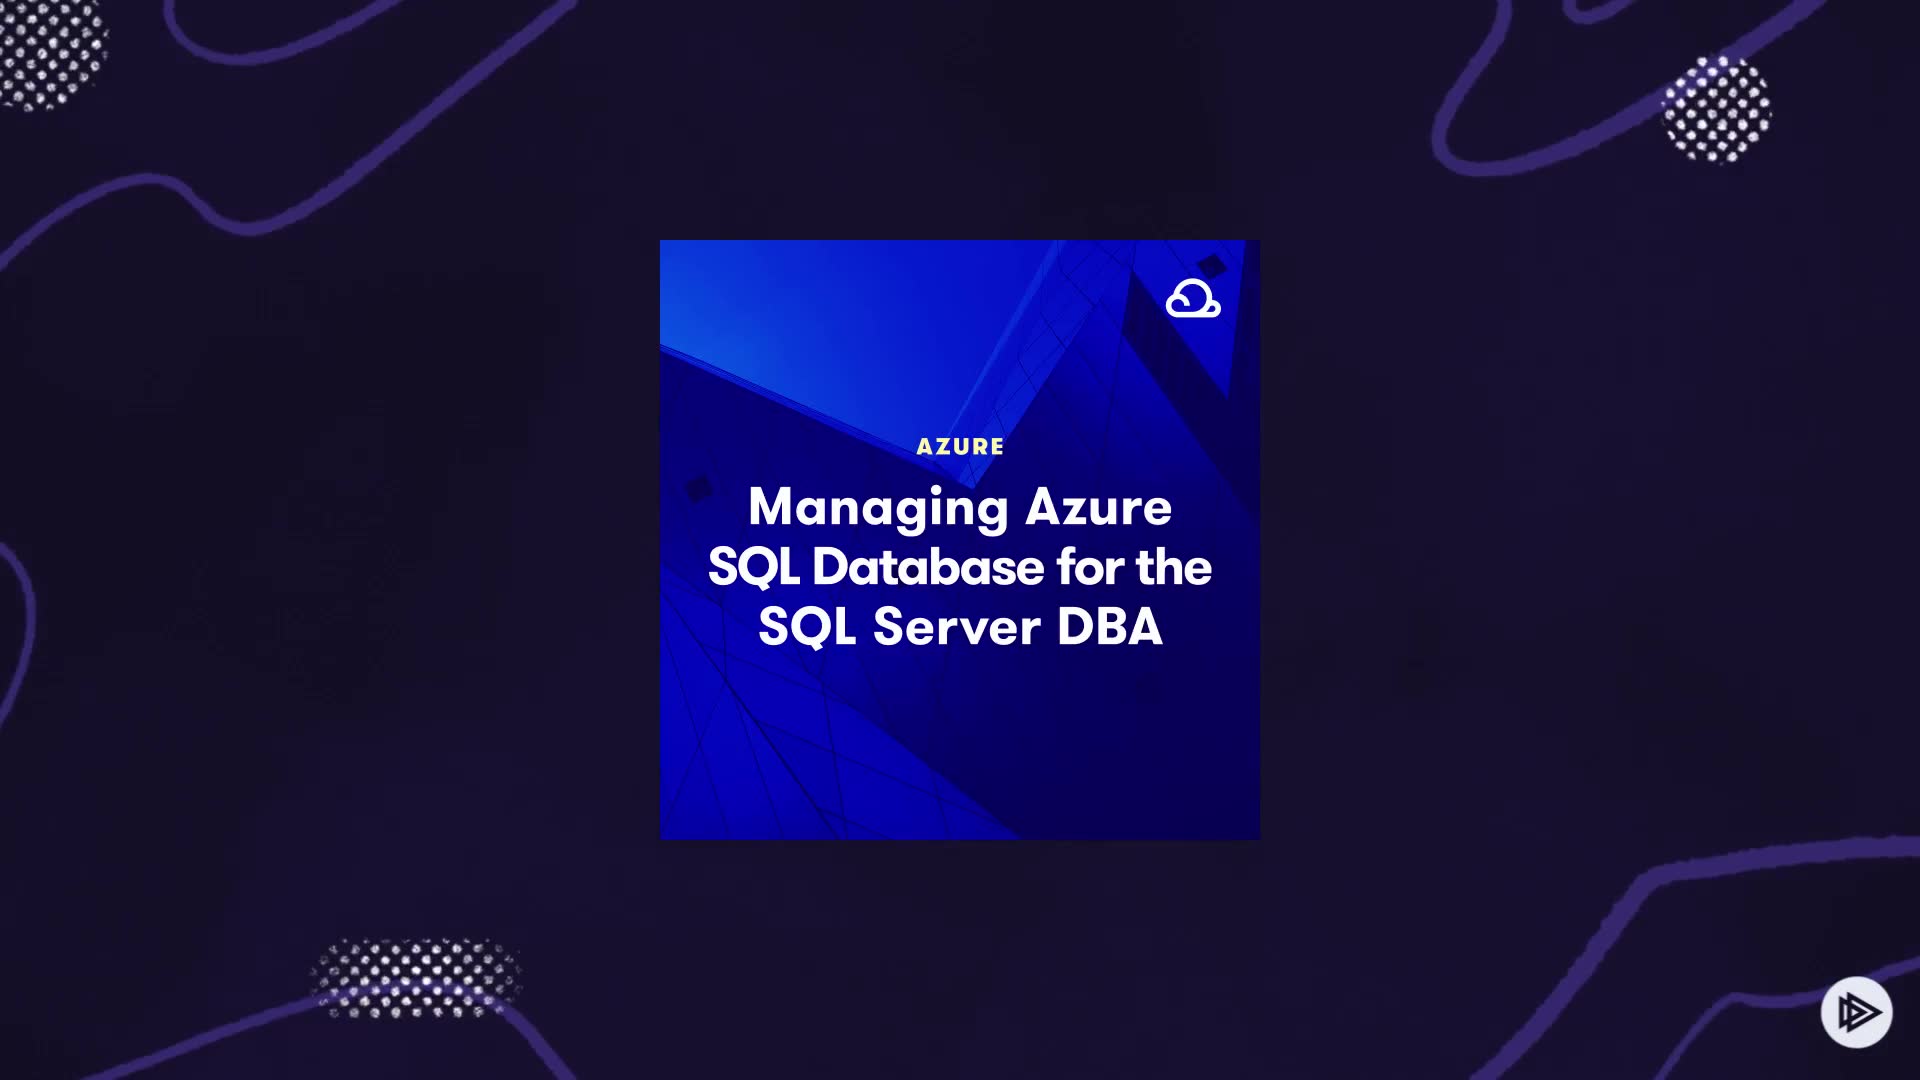 AZURE
Managing Azure
SQL Database for the
SQL Server DBA